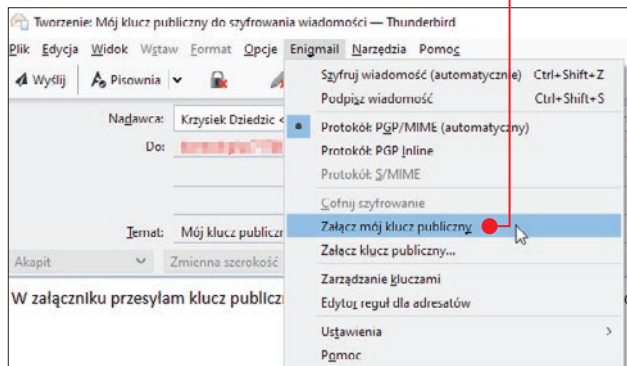 Tworzenie: Mój klucz publiczny do szyfrowania wiadomości — Thunderbird
Plik Edycja Widok Wstaw Format Opcje Enigmail Narzędzia Pomoc
Wyślij Pisownia
Nadawca: Krzysiek Dziedzic <
Do:
Temat: Mój klucz publiczn
Akapit Zmienna szerokość
W załączniku przesyłam klucz publiczn
Szyfruj wiadomość (automatycznie) Ctrl+Shift+Z
Podpisz wiadomość Ctrl+Shift+S
Protokół: PGP/MIME (automatyczny)
Protokół: PGP Inline
Protokół: S/MIME
Cofnij szyfrowanie
Załącz mój klucz publiczny
Załącz klucz publiczny...
Zarządzanie kluczami
Edytor reguł dla adresatów
Ustawienia >
Pomoc